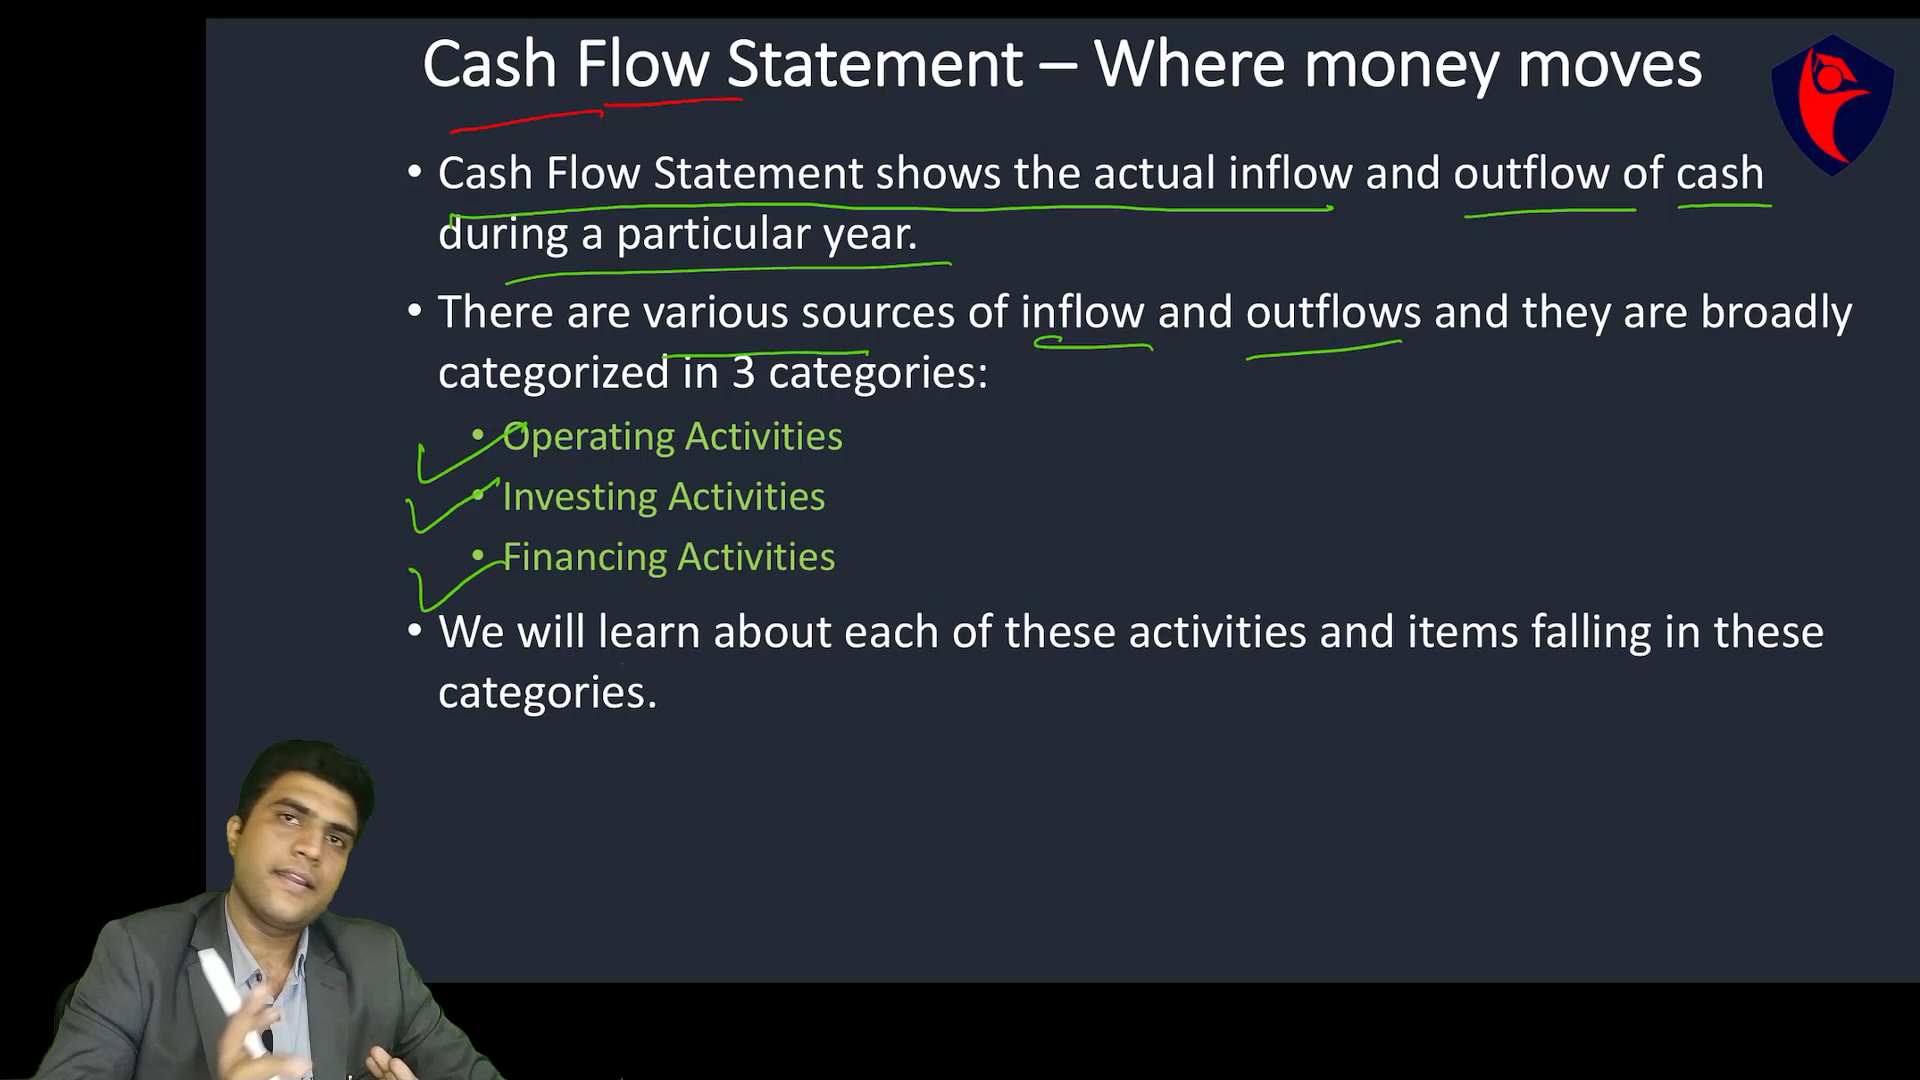 Cash Flow Statement – Where money moves
• Cash Flow Statement shows the actual inflow and outflow of cash
during a particular year.
• There are various sources of inflow and outflows and they are broadly
categorized in 3 categories:
• Operating Activities
• Investing Activities
• Financing Activities
• We will learn about each of these activities and items falling in these
categories.